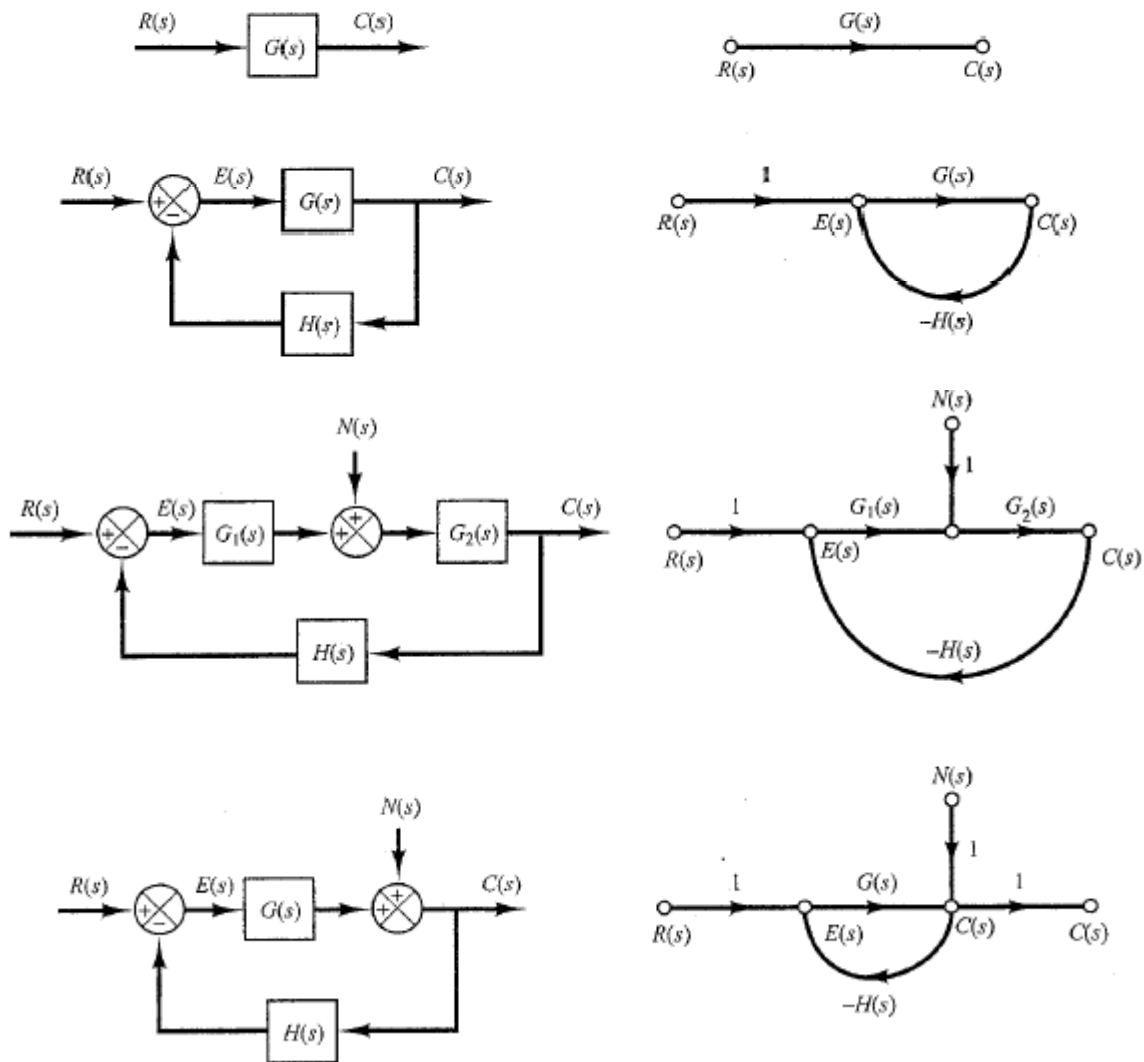 R(s) G(s) C(s)
G(s)
R(s) C(s)
R(s) + − E(s) G(s) C(s)
H(s)
1 G(s)
R(s) E(s) C(s)
−H(s)
N(s)
R(s) + − E(s) G₁(s) + + G₂(s) C(s)
H(s)
N(s)
1
1 G₁(s) G₂(s)
R(s) E(s) C(s)
−H(s)
N(s)
R(s) + − E(s) G(s) + + C(s)
H(s)
N(s)
1
1 G(s) 1
R(s) E(s) C(s) C(s)
−H(s)